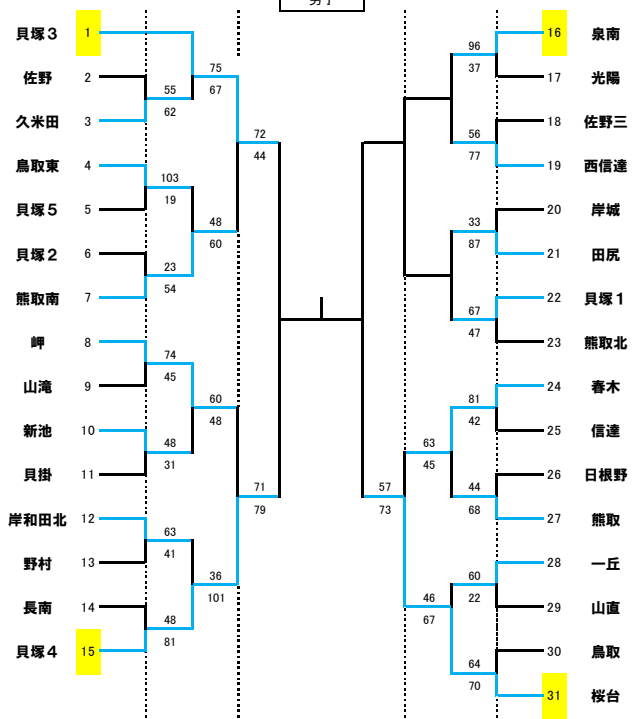 男子
貝塚３ 1
佐野 2
久米田 3
鳥取東 4
貝塚５ 5
貝塚２ 6
熊取南 7
岬 8
山滝 9
新池 10
貝掛 11
岸和田北 12
野村 13
長南 14
貝塚４ 15
55
62
103
19
23
54
74
45
48
31
63
41
48
81
75
67
48
60
60
48
36
101
72
44
71
79
57
73
63
45
46
67
96
37
56
77
33
87
67
47
81
42
44
68
60
22
64
70
16 泉南
17 光陽
18 佐野三
19 西信達
20 岸城
21 田尻
22 貝塚１
23 熊取北
24 春木
25 信達
26 日根野
27 熊取
28 一丘
29 山直
30 鳥取
31 桜台